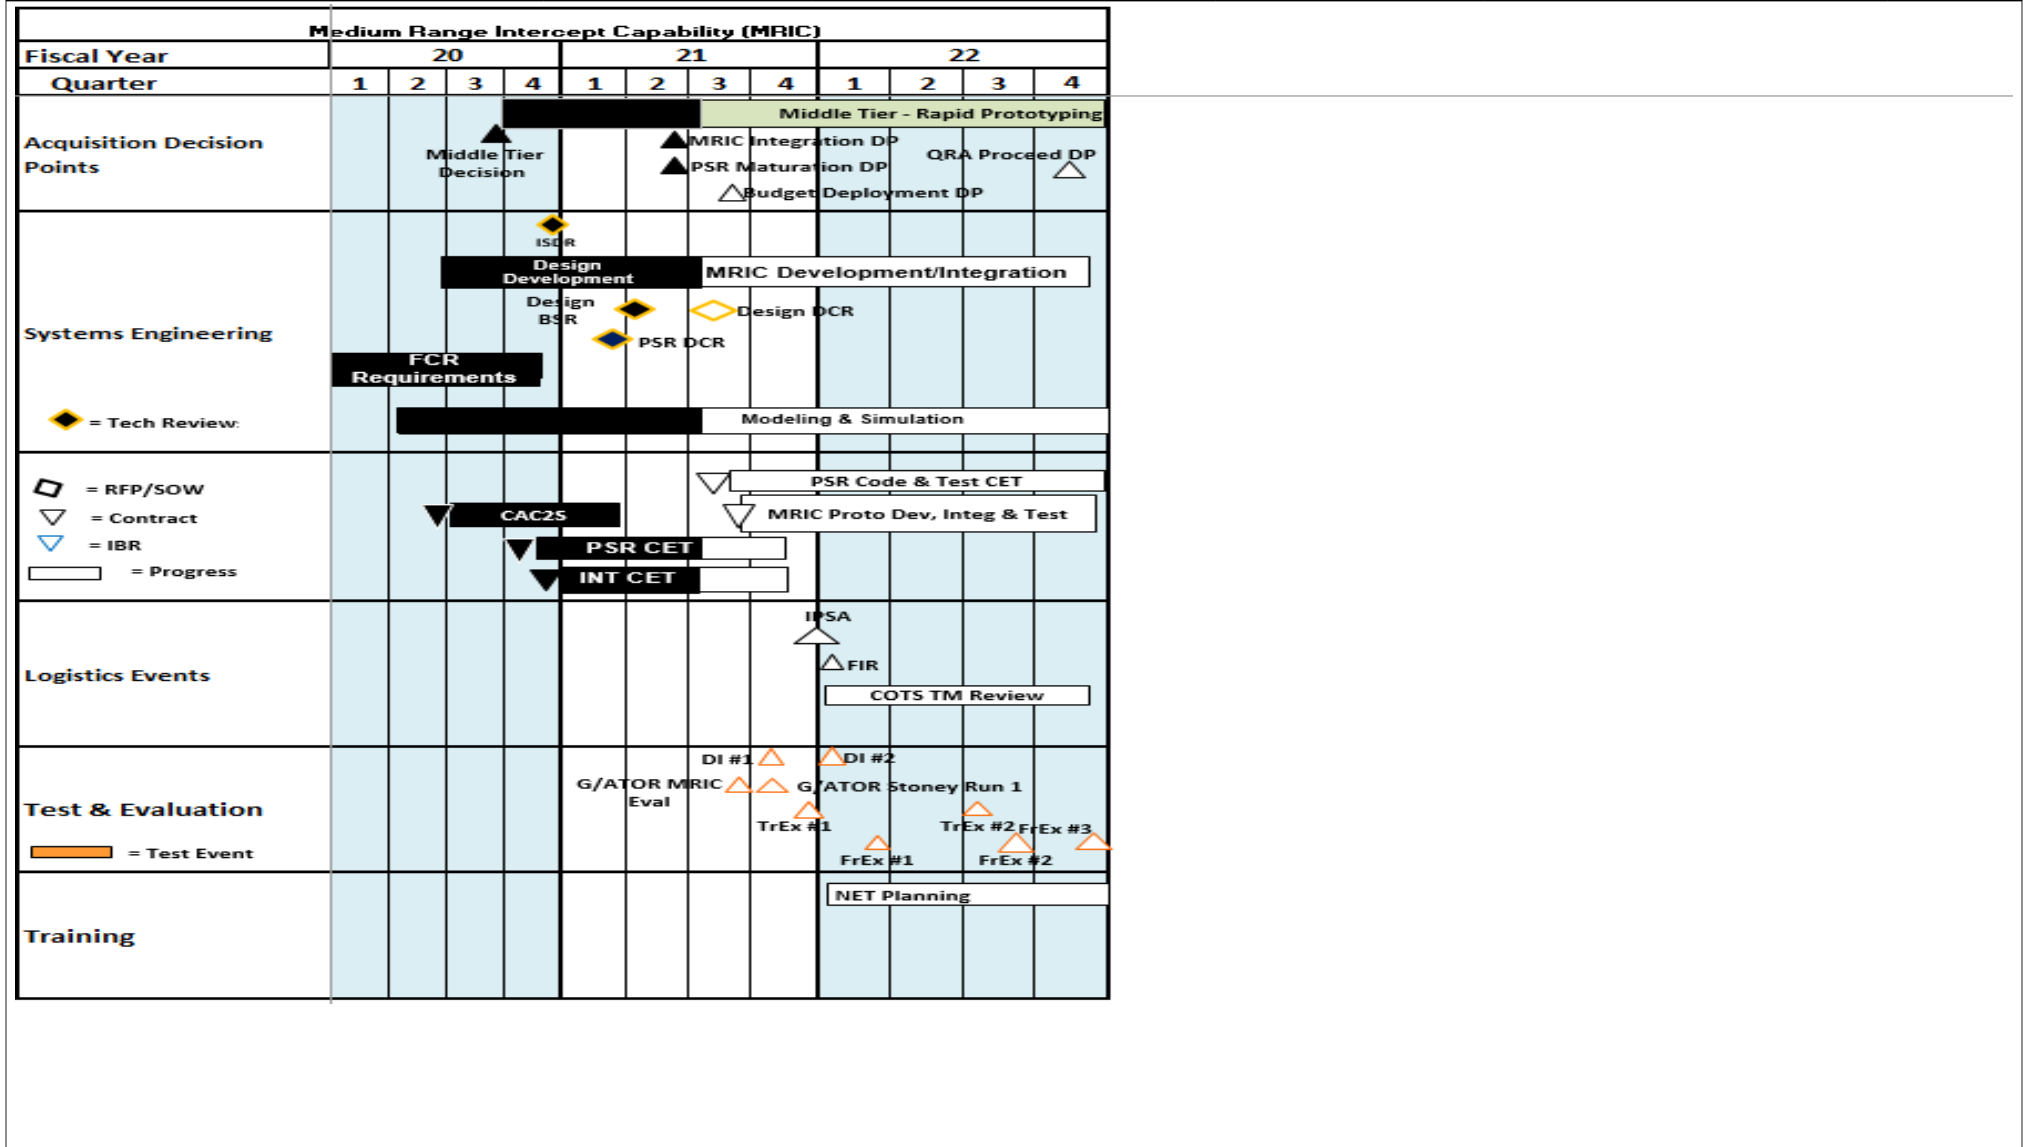 Medium Range Intercept Capability (MRIC)
Fiscal Year 20 21 22
Quarter 1 2 3 4 1 2 3 4 1 2 3 4
Middle Tier - Rapid Prototyping
Acquisition Decision
Points
Middle Tier
Decision
MRIC Integration DP
PSR Maturation DP
Budget Deployment DP
QRA Proceed DP
ISDR
Design
Development
MRIC Development/Integration
Design
BSR
Design DCR
PSR DCR
Systems Engineering
FCR
Requirements
Modeling & Simulation
= Tech Review:
= RFP/SOW
= Contract
= IBR
= Progress
PSR Code & Test CET
CAC2S
MRIC Proto Dev, Integ & Test
PSR CET
INT CET
IPSA
FIR
Logistics Events
COTS TM Review
DI #1
DI #2
G/ATOR MRIC
Eval
G/ATOR Stoney Run 1
Test & Evaluation
TrEx #1
TrEx #2
FrEx #3
= Test Event
FrEx #1
FrEx #2
NET Planning
Training